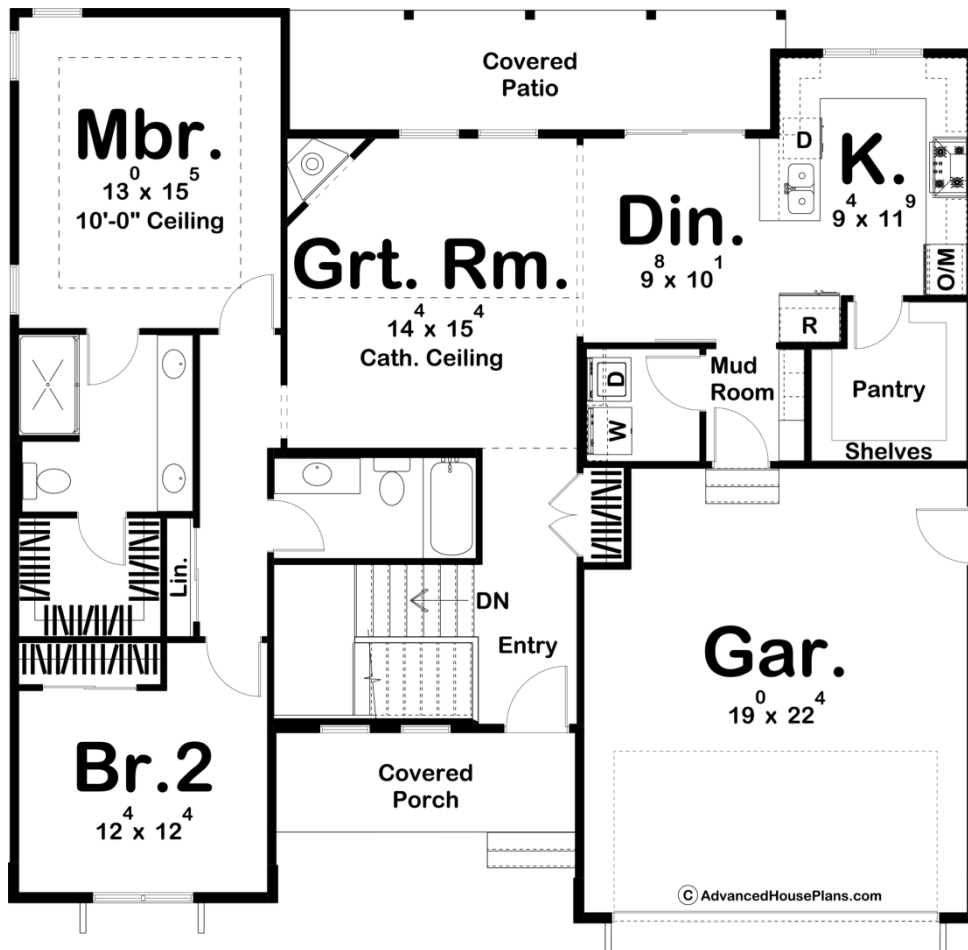 Covered
Patio
Mbr.
13⁰ x 15⁵
10'-0" Ceiling
D
K.
9⁴ x 11⁹
O/M
Grt. Rm.
14⁴ x 15⁴
Cath. Ceiling
Din.
9⁸ x 10¹
R
D
W
Mud
Room
Pantry
Shelves
Lin.
DN
Entry
Gar.
19⁰ x 22⁴
Br.2
12⁴ x 12⁴
Covered
Porch
© AdvancedHousePlans.com